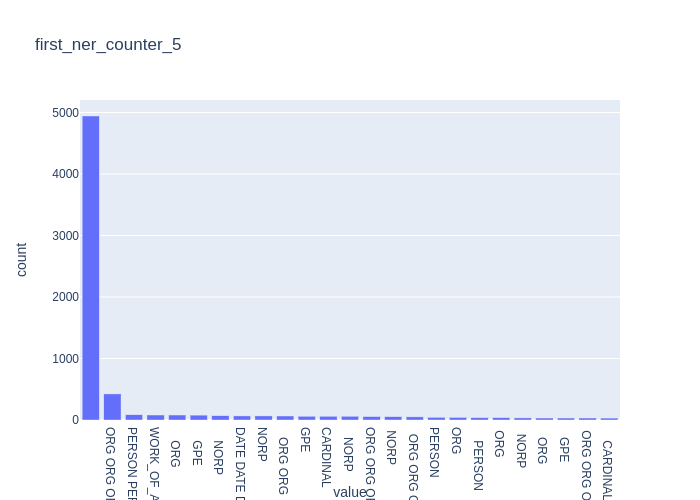 first_ner_counter_5
5000
4000
3000
2000
1000
0
count
ORG ORG
PERSON
WORK_OF_A
ORG
GPE
NORP
DATE DATE
NORP
ORG ORG
GPE
CARDINAL
NORP
ORG ORG
NORP
ORG ORG
PERSON
ORG
PERSON
ORG
NORP
ORG
GPE
ORG ORG
CARDINAL
value